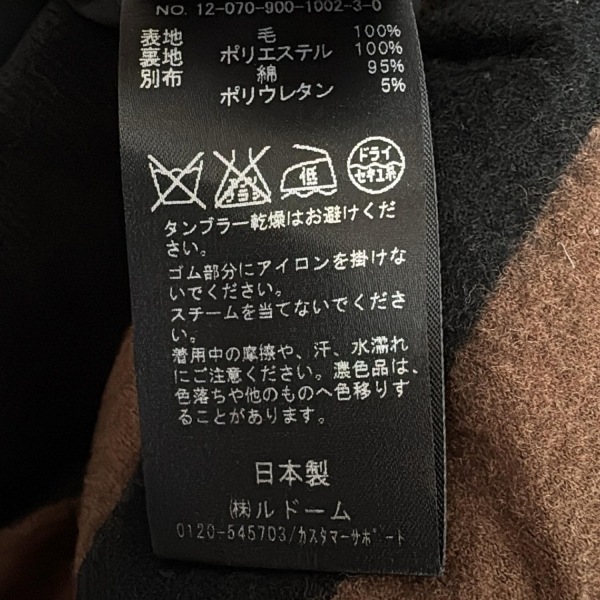 NO. 12-070-900-1002-3-0
表地 毛 100%
裏地 ポリエステル 100%
別布 綿 95%
ポリウレタン 5%
エンソサラシ 低 ドライ
セキユ系
タンブラー乾燥はお避けくだ
さい。
ゴム部分にアイロンを掛けな
いでください。
スチームを当てないでくださ
い。
着用中の摩擦や、汗、水濡れ
にご注意ください。濃色品は、
色落ちや他のものへ色移りす
ることがあります。
日本製
㈱ルドーム
0120-545703/カスタマーサポート